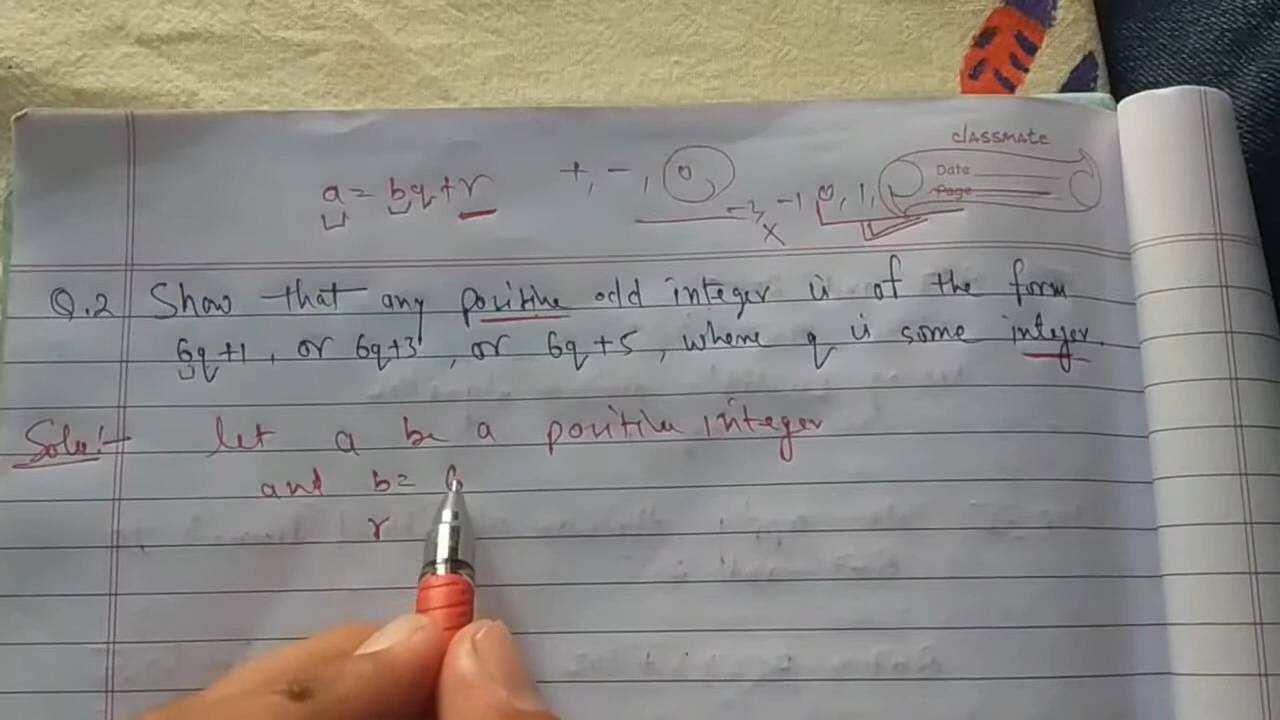 classmate
Date
Page
a = bq + r +, -, 0, -1 0, 1,
Q.2 Show that any positive odd integer is of the form
6q+1, or 6q+3, or 6q+5, where q is some integer.
Solu:- let a be a positive integer
and b = 6
r